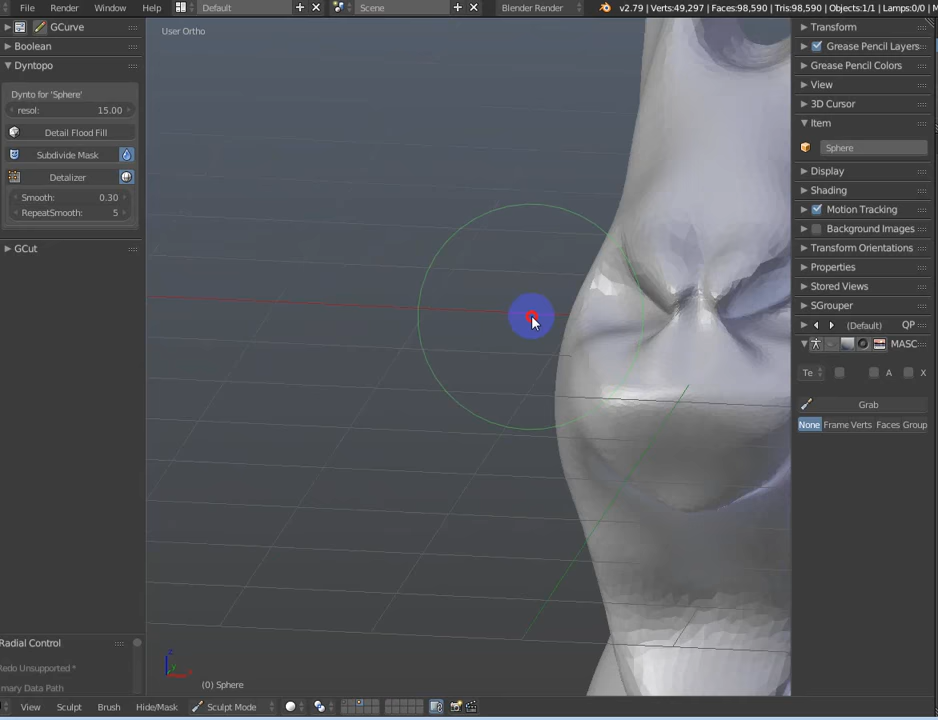 File Render Window Help Default Scene Blender Render v2.79 | Verts:49,297 | Faces:98,590 | Tris:98,590 | Objects:1/1 | Lamps:0/0 | M
GCurve
Boolean
Dyntopo
Dynto for 'Sphere'
resol: 15.00
Detail Flood Fill
Subdivide Mask
Detalizer
Smooth: 0.30
RepeatSmooth: 5
GCut
Radial Control
Redo Unsupported *
mary Data Path
User Ortho
z
y
x
(0) Sphere
Transform
Grease Pencil Layers
Grease Pencil Colors
View
3D Cursor
Item
Sphere
Display
Shading
Motion Tracking
Background Images
Transform Orientations
Properties
Stored Views
SGrouper
(Default) QP
MASC
Te A X
Grab
None Frame Verts Faces Group
View Sculpt Brush Hide/Mask Sculpt Mode